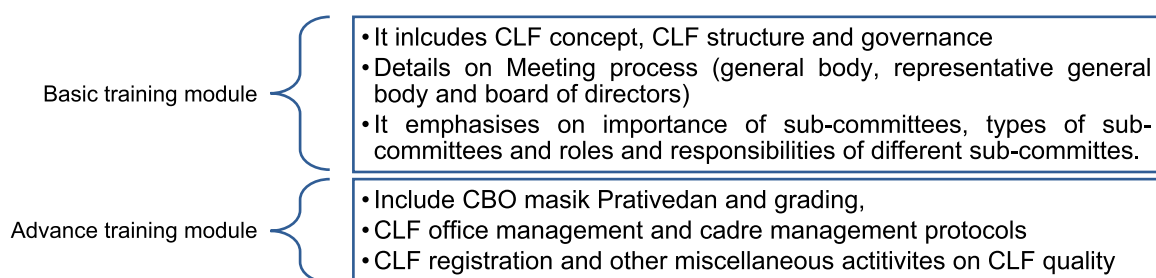 Basic training module
•It inlcudes CLF concept, CLF structure and governance
•Details on Meeting process (general body, representative general
body and board of directors)
•It emphasises on importance of sub-committees, types of sub-
committees and roles and responsibilities of different sub-committes.
Advance training module
•Include CBO masik Prativedan and grading,
•CLF office management and cadre management protocols
•CLF registration and other miscellaneous actitivites on CLF quality